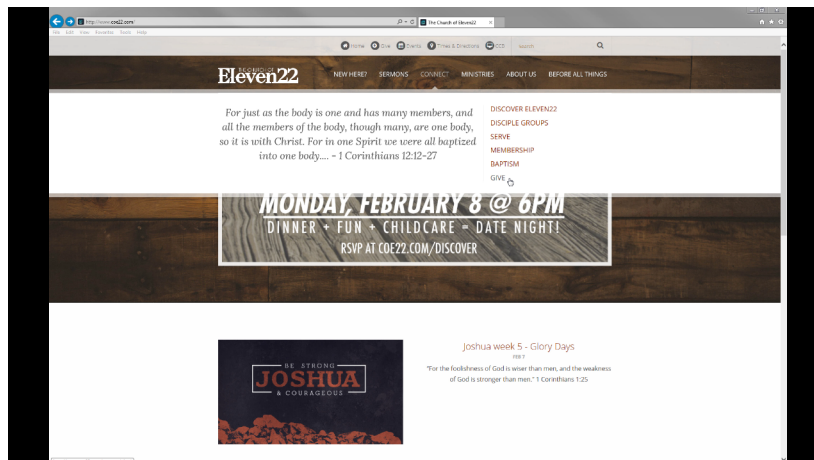 http://www.coe22.com/
The Church of Eleven22
File Edit View Favorites Tools Help
Home Give Events Times & Directions CCB search
THE CHURCH OF
Eleven22
NEW HERE? SERMONS CONNECT MINISTRIES ABOUT US BEFORE ALL THINGS
For just as the body is one and has many members, and
all the members of the body, though many, are one body,
so it is with Christ. For in one Spirit we were all baptized
into one body.... - 1 Corinthians 12:12-27
DISCOVER ELEVEN22
DISCIPLE GROUPS
SERVE
MEMBERSHIP
BAPTISM
GIVE
MONDAY, FEBRUARY 8 @ 6PM
DINNER + FUN + CHILDCARE = DATE NIGHT!
RSVP AT COE22.COM/DISCOVER
BE STRONG
JOSHUA
& COURAGEOUS
Joshua week 5 - Glory Days
FEB 7
"For the foolishness of God is wiser than men, and the weakness
of God is stronger than men." 1 Corinthians 1:25